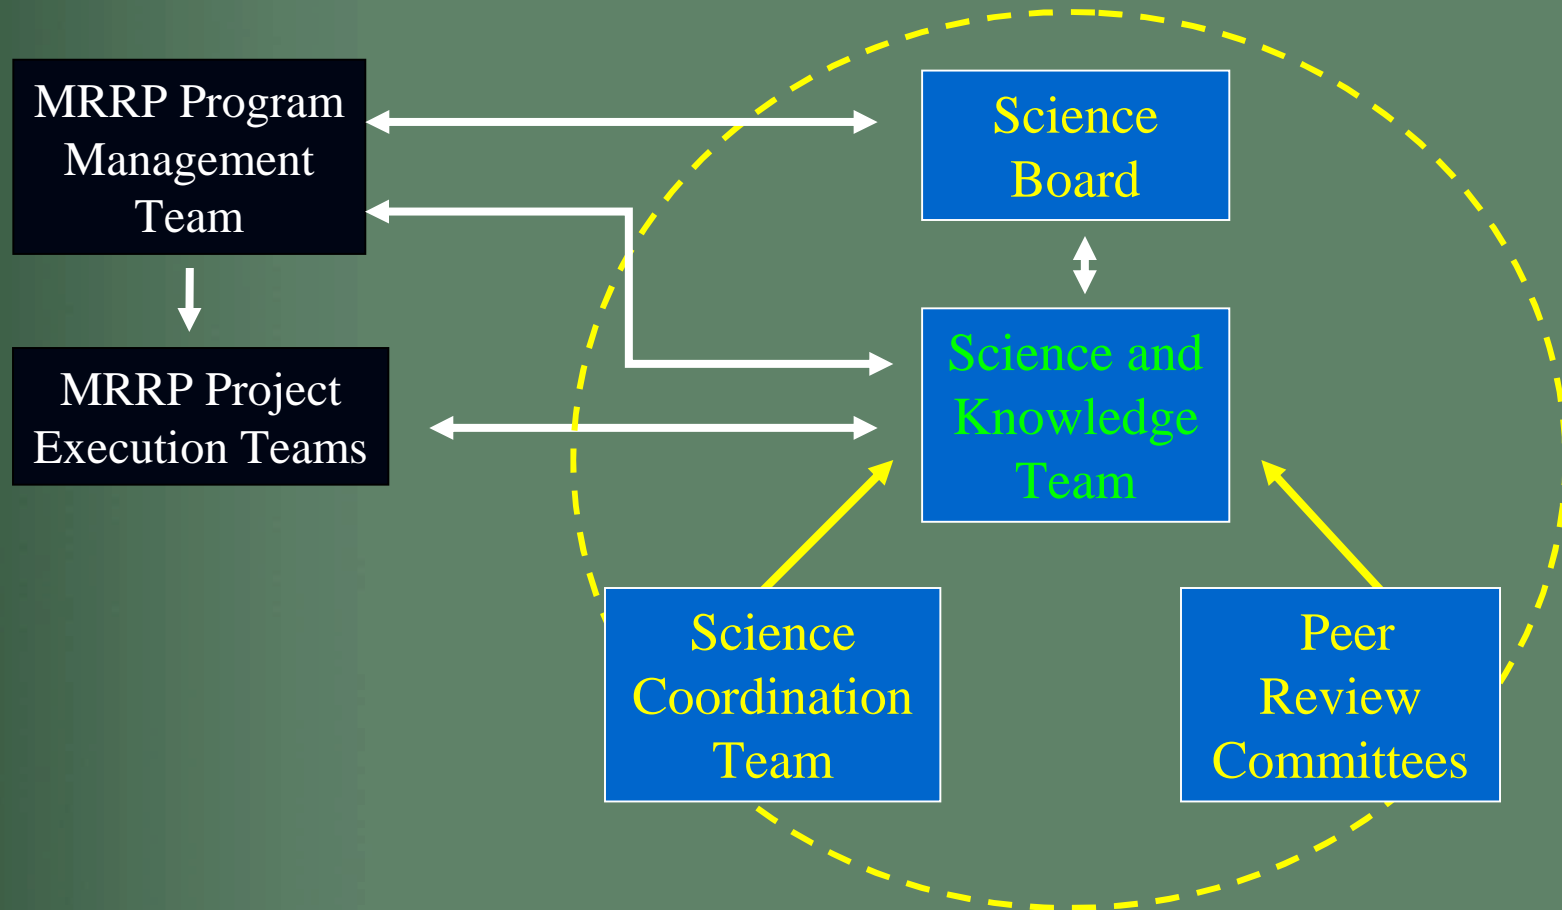 MRRP Program
Management
Team
Science
Board
MRRP Project
Execution Teams
Science and
Knowledge
Team
Science
Coordination
Team
Peer
Review
Committees